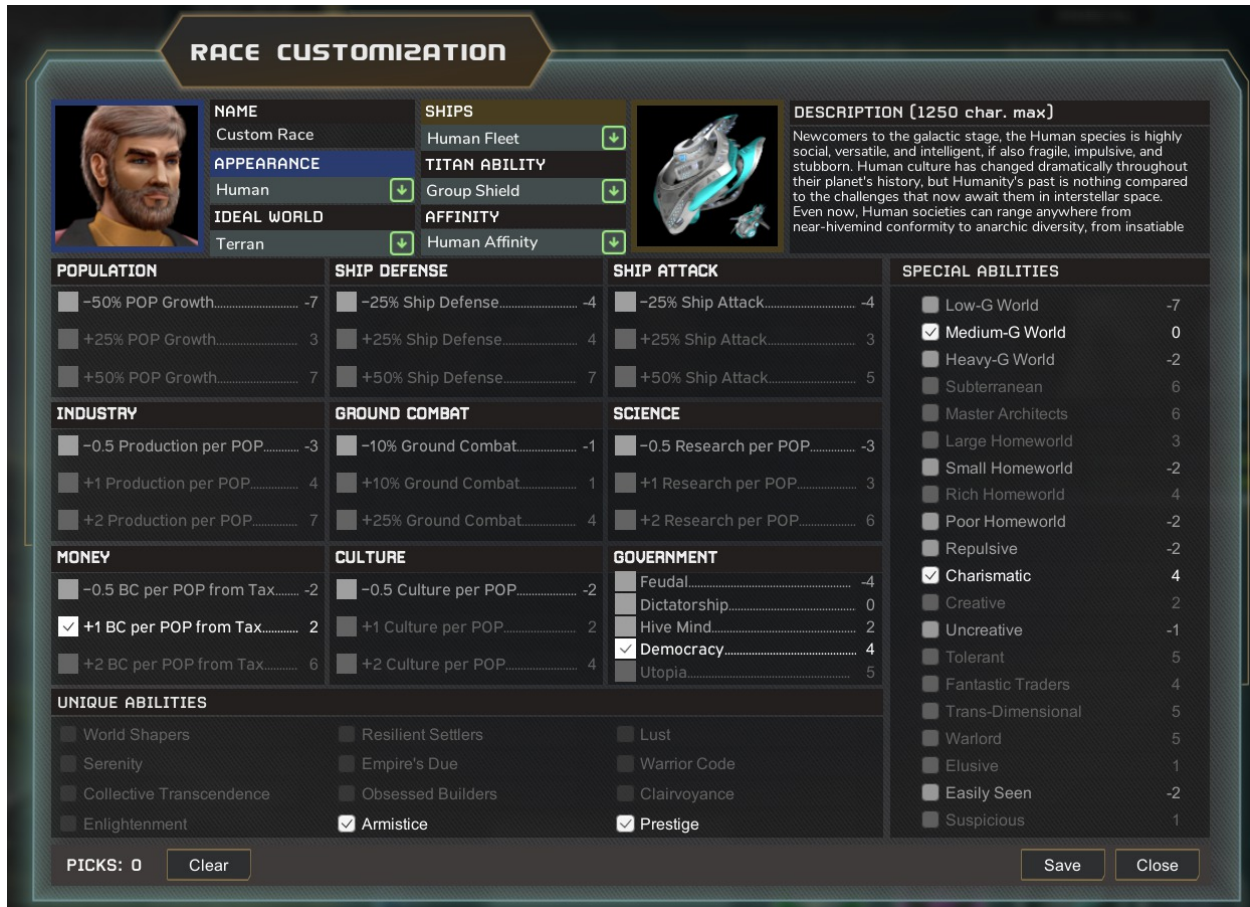 RACE CUSTOMIZATION
NAME
Custom Race
APPEARANCE
Human
IDEAL WORLD
Terran
SHIPS
Human Fleet
TITAN ABILITY
Group Shield
AFFINITY
Human Affinity
DESCRIPTION (1250 char. max)
Newcomers to the galactic stage, the Human species is highly
social, versatile, and intelligent, if also fragile, impulsive, and
stubborn. Human culture has changed dramatically throughout
their planet's history, but Humanity's past is nothing compared
to the challenges that now await them in interstellar space.
Even now, Human societies can range anywhere from
near-hivemind conformity to anarchic diversity, from insatiable
POPULATION
-50% POP Growth -7
+25% POP Growth 3
+50% POP Growth 7
SHIP DEFENSE
-25% Ship Defense -4
+25% Ship Defense 4
+50% Ship Defense 7
SHIP ATTACK
-25% Ship Attack -4
+25% Ship Attack 3
+50% Ship Attack 5
INDUSTRY
-0.5 Production per POP -3
+1 Production per POP 4
+2 Production per POP 7
GROUND COMBAT
-10% Ground Combat -1
+10% Ground Combat 1
+25% Ground Combat 4
SCIENCE
-0.5 Research per POP -3
+1 Research per POP 3
+2 Research per POP 6
MONEY
-0.5 BC per POP from Tax -2
+1 BC per POP from Tax 2
+2 BC per POP from Tax 6
CULTURE
-0.5 Culture per POP -2
+1 Culture per POP 2
+2 Culture per POP 4
GOVERNMENT
Feudal -4
Dictatorship 0
Hive Mind 2
Democracy 4
Utopia 5
SPECIAL ABILITIES
Low-G World -7
Medium-G World 0
Heavy-G World -2
Subterranean 6
Master Architects 6
Large Homeworld 3
Small Homeworld -2
Rich Homeworld 4
Poor Homeworld -2
Repulsive -2
Charismatic 4
Creative 2
Uncreative -1
Tolerant 5
Fantastic Traders 4
Trans-Dimensional 5
Warlord 5
Elusive 1
Easily Seen -2
Suspicious 1
UNIQUE ABILITIES
World Shapers
Resilient Settlers
Lust
Serenity
Empire's Due
Warrior Code
Collective Transcendence
Obsessed Builders
Clairvoyance
Enlightenment
Armistice
Prestige
PICKS: 0
Clear
Save
Close